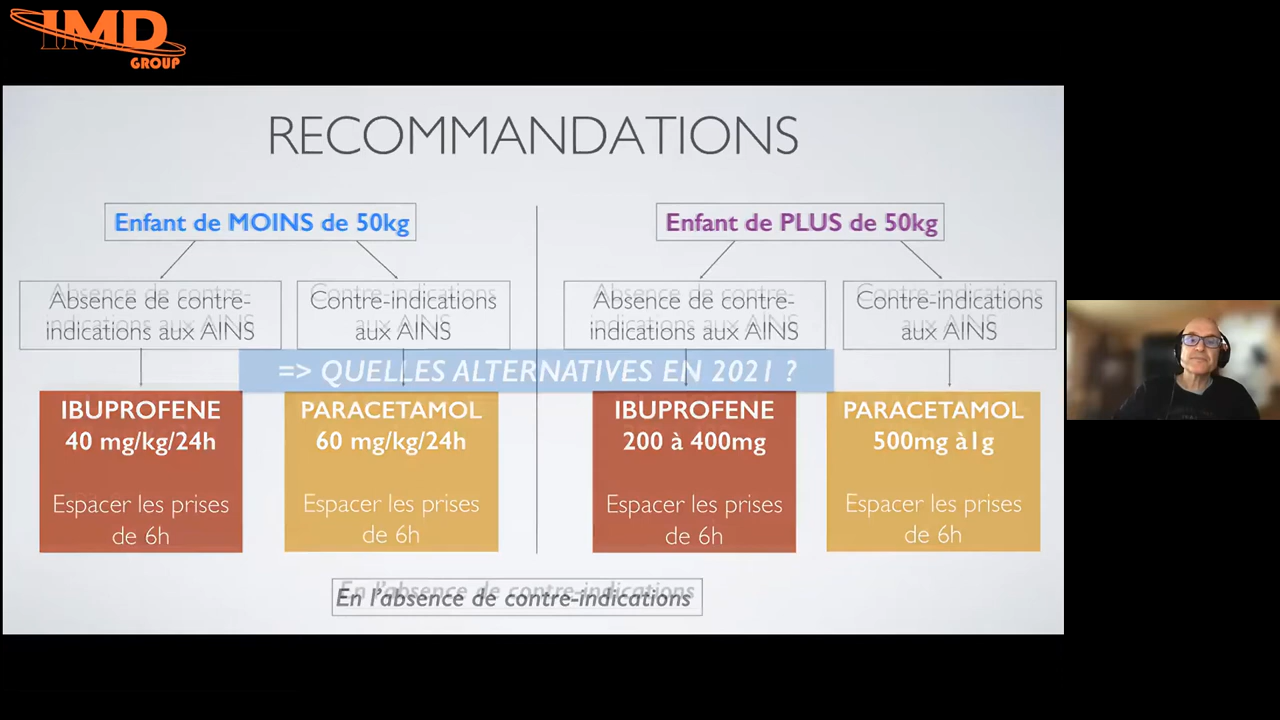 IMD
GROUP
RECOMMANDATIONS
Enfant de MOINS de 50kg
Enfant de PLUS de 50kg
Absence de contre-
indications aux AINS
Contre-indications
aux AINS
Absence de contre-
indications aux AINS
Contre-indications
aux AINS
=> QUELLES ALTERNATIVES EN 2021 ?
IBUPROFENE
40 mg/kg/24h
Espacer les prises
de 6h
PARACETAMOL
60 mg/kg/24h
Espacer les prises
de 6h
IBUPROFENE
200 à 400mg
Espacer les prises
de 6h
PARACETAMOL
500mg à1g
Espacer les prises
de 6h
En l'absence de contre-indications